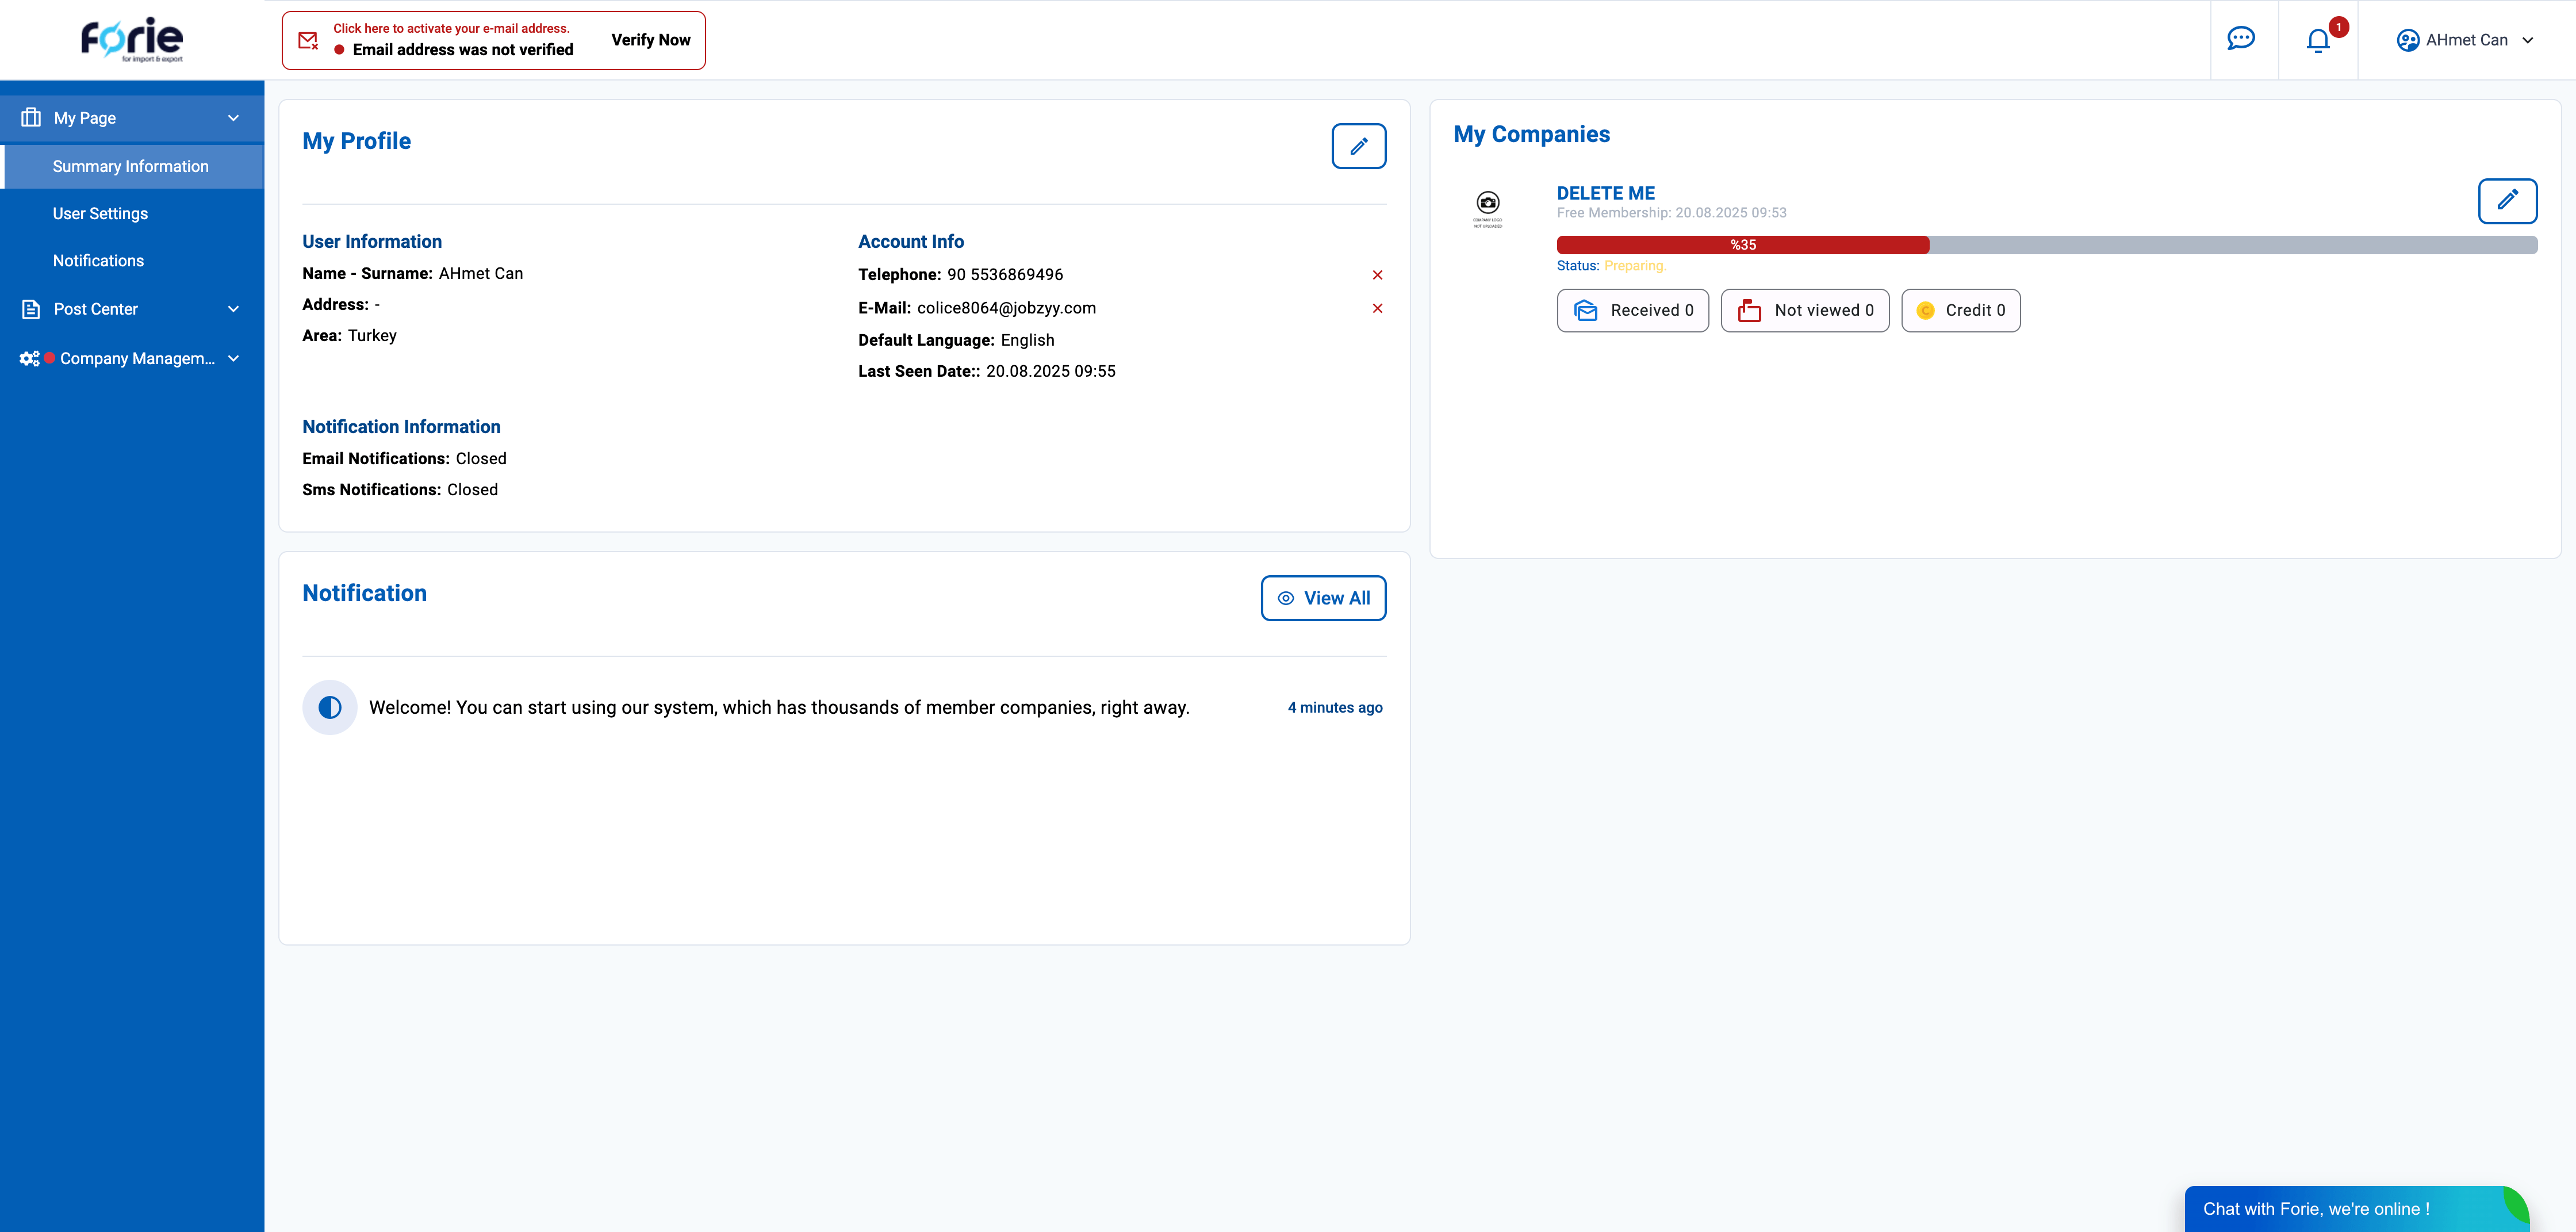 Forie
for import & export
Click here to activate your e-mail address.
Email address was not verified
Verify Now
1
AHmet Can
My Page
Summary Information
User Settings
Notifications
Post Center
Company Managem...
My Profile
User Information
Name - Surname: AHmet Can
Address: -
Area: Turkey
Account Info
Telephone: 90 5536869496
E-Mail: colice8064@jobzyy.com
Default Language: English
Last Seen Date:: 20.08.2025 09:55
Notification Information
Email Notifications: Closed
Sms Notifications: Closed
My Companies
COMPANY LOGO
NOT UPLOADED
DELETE ME
Free Membership: 20.08.2025 09:53
%35
Status: Preparing.
Received 0
Not viewed 0
C
Credit 0
Notification
View All
Welcome! You can start using our system, which has thousands of member companies, right away.
4 minutes ago
Chat with Forie, we're online !